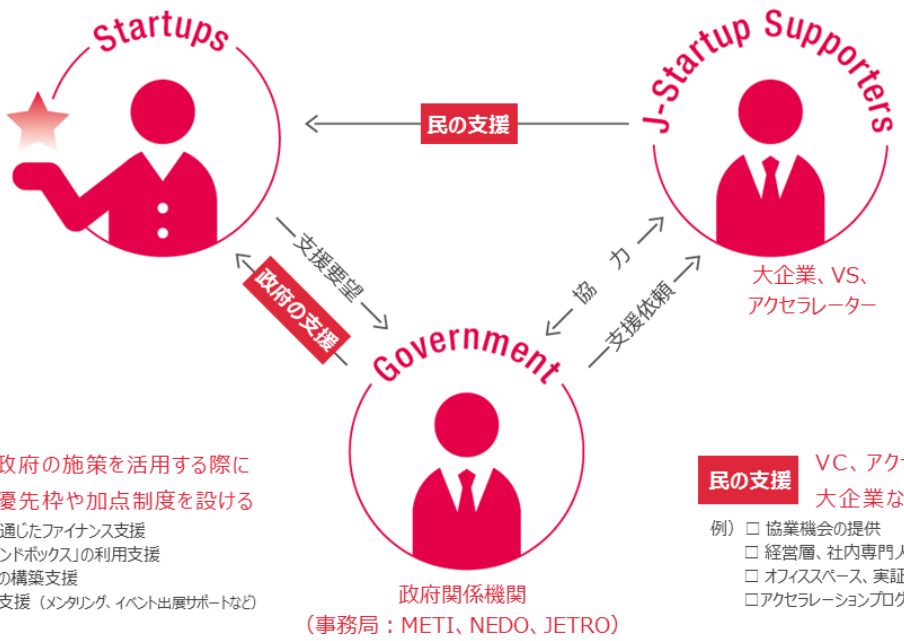 Startups
J-Startup Supporters
民の支援
支援要望
政府の支援
協 力
支援依頼
大企業、VS、
アクセラレーター
Government
政府関係機関
（事務局：METI、NEDO、JETRO）
政府の施策を活用する際に
優先枠や加点制度を設ける
通じたファイナンス支援
ンドボックス」の利用支援
の構築支援
支援（メンタリング、イベント出展サポートなど）
民の支援
VC、アク
大企業な
例）□ 協業機会の提供
□ 経営層、社内専門
□ オフィススペース、実証
□アクセラレーションプログ